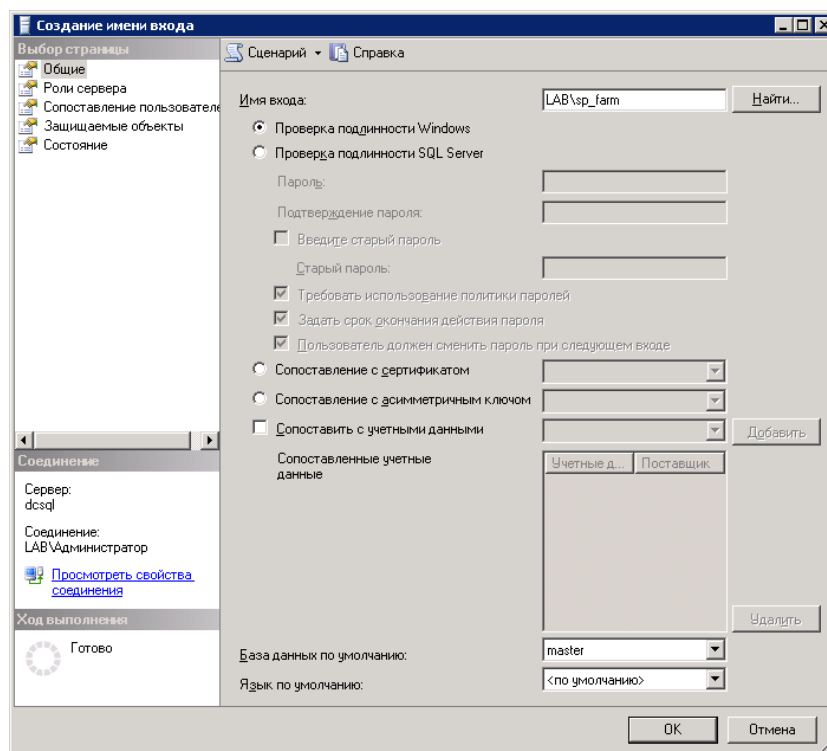 Создание имени входа
Выбор страницы
Общие
Роли сервера
Сопоставление пользователе
Защищаемые объекты
Состояние
Сценарий
Справка
Имя входа:
LAB\sp_farm
Найти...
Проверка подлинности Windows
Проверка подлинности SQL Server
Пароль:
Подтверждение пароля:
Введите старый пароль
Старый пароль:
Требовать использование политики паролей
Задать срок окончания действия пароля
Пользователь должен сменить пароль при следующем входе
Сопоставление с сертификатом
Сопоставление с асимметричным ключом
Сопоставить с учетными данными
Добавить
Сопоставленные учетные
данные
Учетные д...
Поставщик
Удалить
Соединение
Сервер:
dcsql
Соединение:
LAB\Администратор
Просмотреть свойства
соединения
Ход выполнения
Готово
База данных по умолчанию:
master
Язык по умолчанию:
<по умолчанию>
OK
Отмена